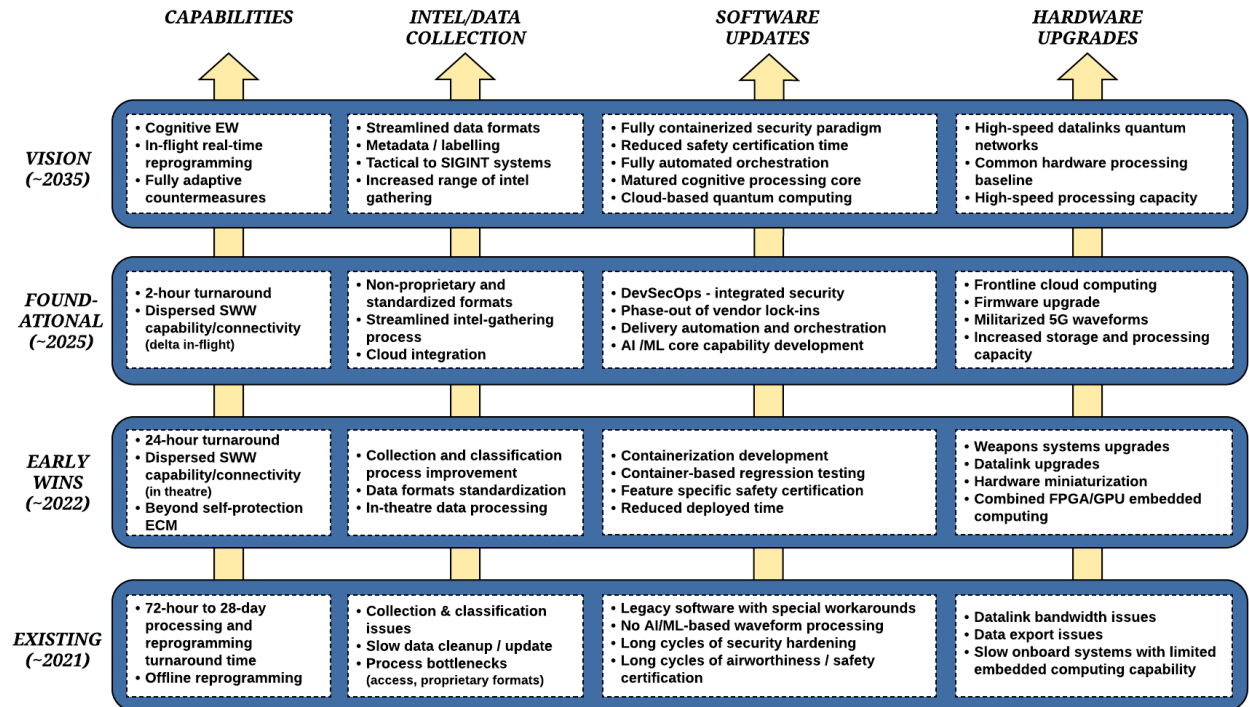 CAPABILITIES
INTEL/DATA
COLLECTION
SOFTWARE
UPDATES
HARDWARE
UPGRADES
VISION
(~2035)
• Cognitive EW
• In-flight real-time
reprogramming
• Fully adaptive
countermeasures
• Streamlined data formats
• Metadata / labelling
• Tactical to SIGINT systems
• Increased range of intel
gathering
• Fully containerized security paradigm
• Reduced safety certification time
• Fully automated orchestration
• Matured cognitive processing core
• Cloud-based quantum computing
• High-speed datalinks quantum
networks
• Common hardware processing
baseline
• High-speed processing capacity
FOUND-
ATIONAL
(~2025)
• 2-hour turnaround
• Dispersed SWW
capability/connectivity
(delta in-flight)
• Non-proprietary and
standardized formats
• Streamlined intel-gathering
process
• Cloud integration
• DevSecOps - integrated security
• Phase-out of vendor lock-ins
• Delivery automation and orchestration
• AI /ML core capability development
• Frontline cloud computing
• Firmware upgrade
• Militarized 5G waveforms
• Increased storage and processing
capacity
EARLY
WINS
(~2022)
• 24-hour turnaround
• Dispersed SWW
capability/connectivity
(in theatre)
• Beyond self-protection
ECM
• Collection and classification
process improvement
• Data formats standardization
• In-theatre data processing
• Containerization development
• Container-based regression testing
• Feature specific safety certification
• Reduced deployed time
• Weapons systems upgrades
• Datalink upgrades
• Hardware miniaturization
• Combined FPGA/GPU embedded
computing
EXISTING
(~2021)
• 72-hour to 28-day
processing and
reprogramming
turnaround time
• Offline reprogramming
• Collection & classification
issues
• Slow data cleanup / update
• Process bottlenecks
(access, proprietary formats)
• Legacy software with special workarounds
• No AI/ML-based waveform processing
• Long cycles of security hardening
• Long cycles of airworthiness / safety
certification
• Datalink bandwidth issues
• Data export issues
• Slow onboard systems with limited
embedded computing capability